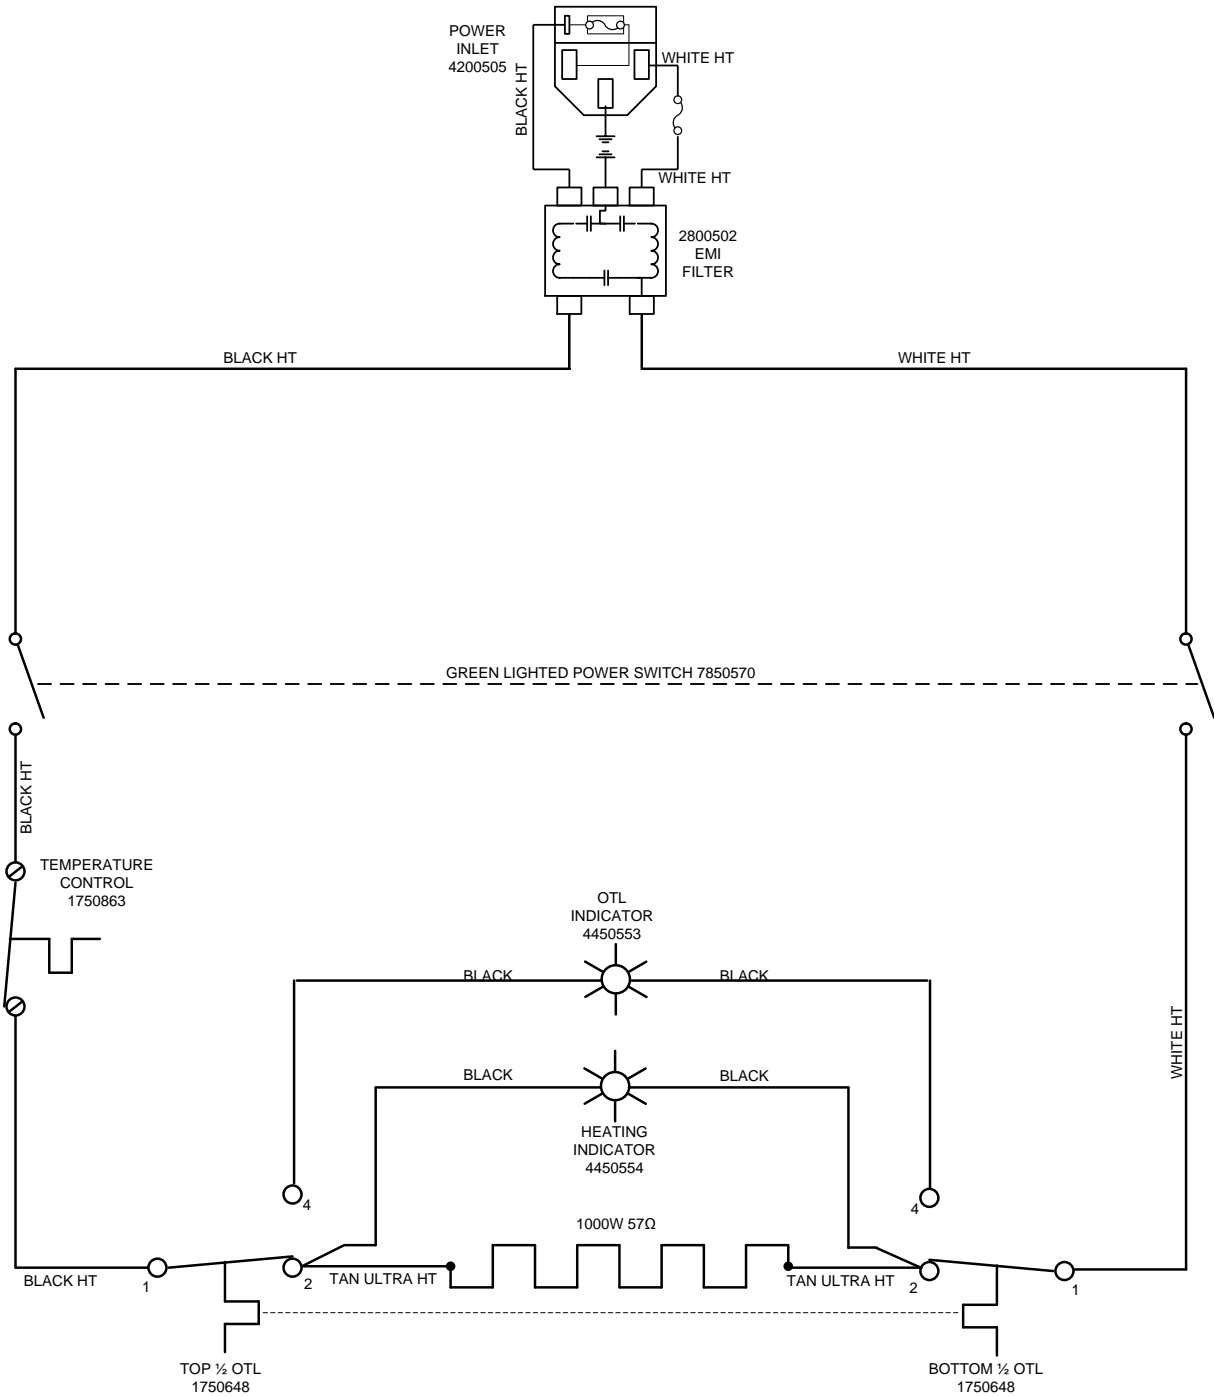 POWER
INLET
4200505
BLACK HT
WHITE HT
WHITE HT
2800502
EMI
FILTER
BLACK HT
WHITE HT
GREEN LIGHTED POWER SWITCH 7850570
BLACK HT
TEMPERATURE
CONTROL
1750863
OTL
INDICATOR
4450553
BLACK
BLACK
BLACK
BLACK
HEATING
INDICATOR
4450554
WHITE HT
4
4
1000W 57Ω
BLACK HT
1
2
TAN ULTRA HT
TAN ULTRA HT
2
1
TOP ½ OTL
1750648
BOTTOM ½ OTL
1750648